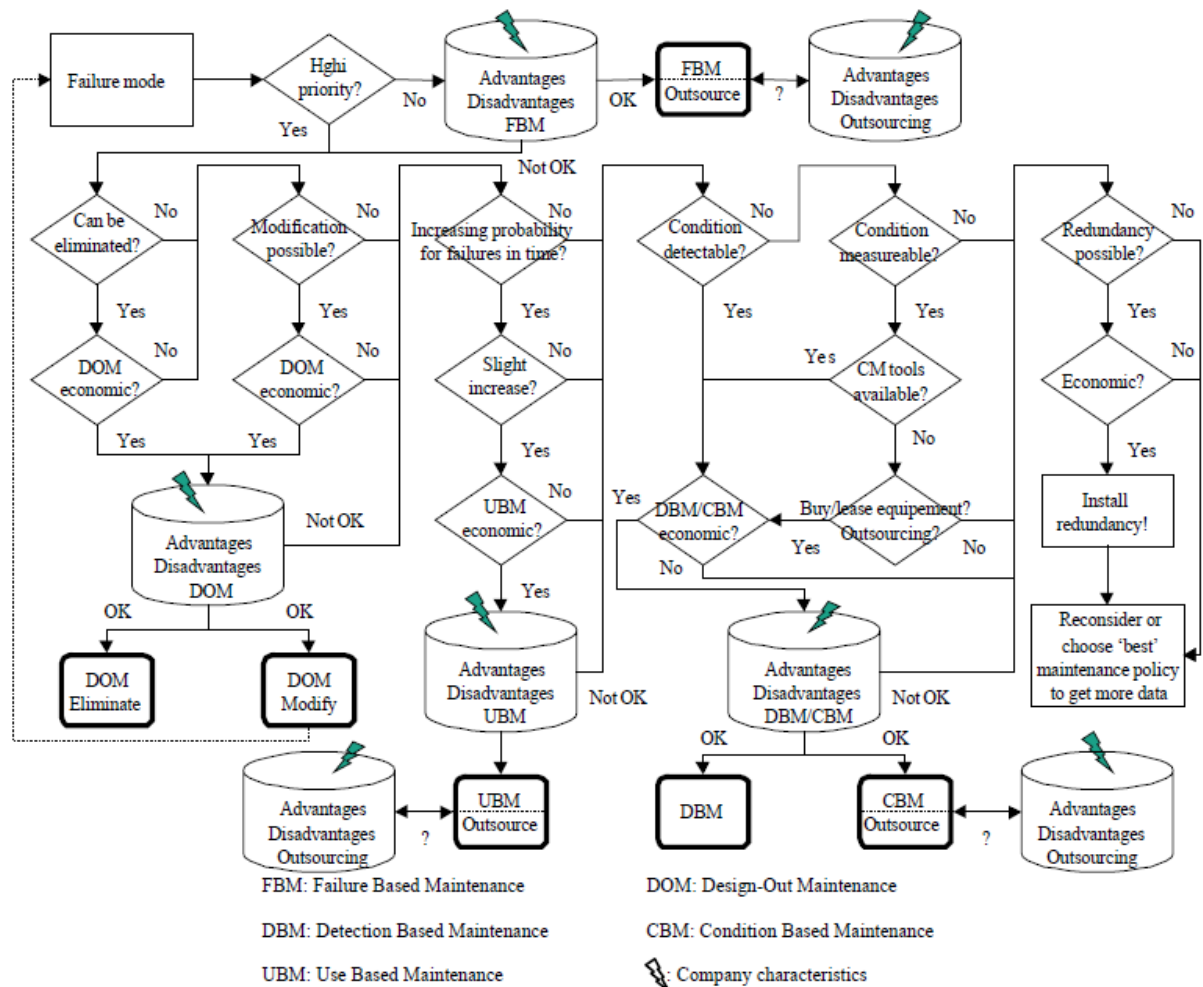 Failure mode
Hghi
priority?
No
Yes
Advantages
Disadvantages
FBM
OK
Not OK
FBM
Outsource
?
Advantages
Disadvantages
Outsourcing
Can be
eliminated?
No
Yes
Modification
possible?
No
Yes
Increasing probability
for failures in time?
No
Yes
Condition
detectable?
No
Yes
Condition
measureable?
No
Yes
Redundancy
possible?
No
Yes
DOM
economic?
No
Yes
DOM
economic?
No
Yes
Slight
increase?
No
Yes
CM tools
available?
Yes
No
Economic?
No
Yes
Advantages
Disadvantages
DOM
Not OK
OK
OK
UBM
economic?
No
Yes
DBM/CBM
economic?
Yes
No
Buy/lease equipement?
Outsourcing?
Yes
No
Install
redundancy!
DOM
Eliminate
DOM
Modify
Advantages
Disadvantages
UBM
Not OK
Advantages
Disadvantages
DBM/CBM
Not OK
OK
OK
Reconsider or
choose ‘best’
maintenance policy
to get more data
Advantages
Disadvantages
Outsourcing
?
UBM
Outsource
DBM
CBM
Outsource
?
Advantages
Disadvantages
Outsourcing
FBM: Failure Based Maintenance
DOM: Design-Out Maintenance
DBM: Detection Based Maintenance
CBM: Condition Based Maintenance
UBM: Use Based Maintenance
: Company characteristics